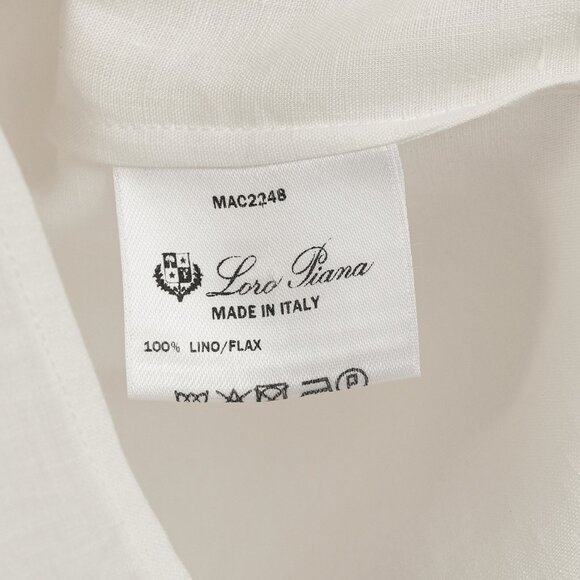 MAC2248
Loro Piana
MADE IN ITALY
100% LINO/FLAX